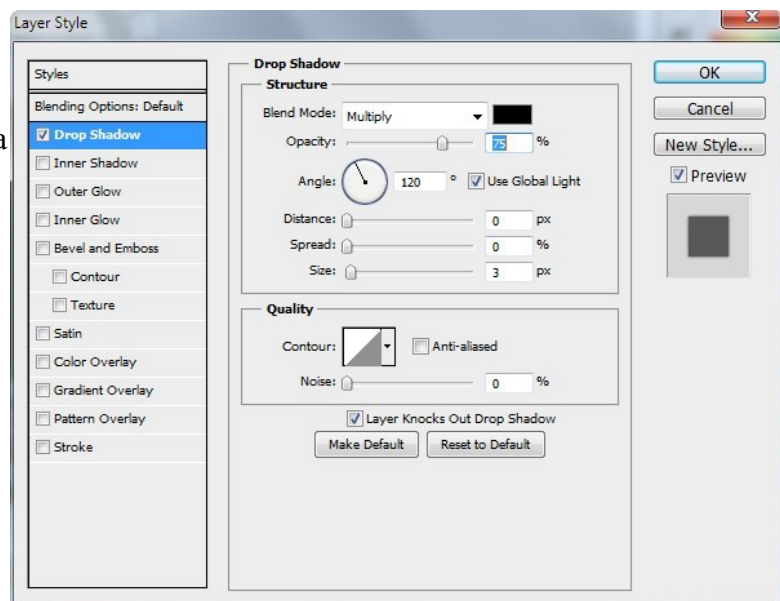 Layer Style
x
a
Styles
Blending Options: Default
Drop Shadow
Inner Shadow
Outer Glow
Inner Glow
Bevel and Emboss
Contour
Texture
Satin
Color Overlay
Gradient Overlay
Pattern Overlay
Stroke
Drop Shadow
Structure
Blend Mode: Multiply
Opacity: 75 %
Angle: 120 ° Use Global Light
Distance: 0 px
Spread: 0 %
Size: 3 px
Quality
Contour: Anti-aliased
Noise: 0 %
Layer Knocks Out Drop Shadow
Make Default Reset to Default
OK
Cancel
New Style...
Preview